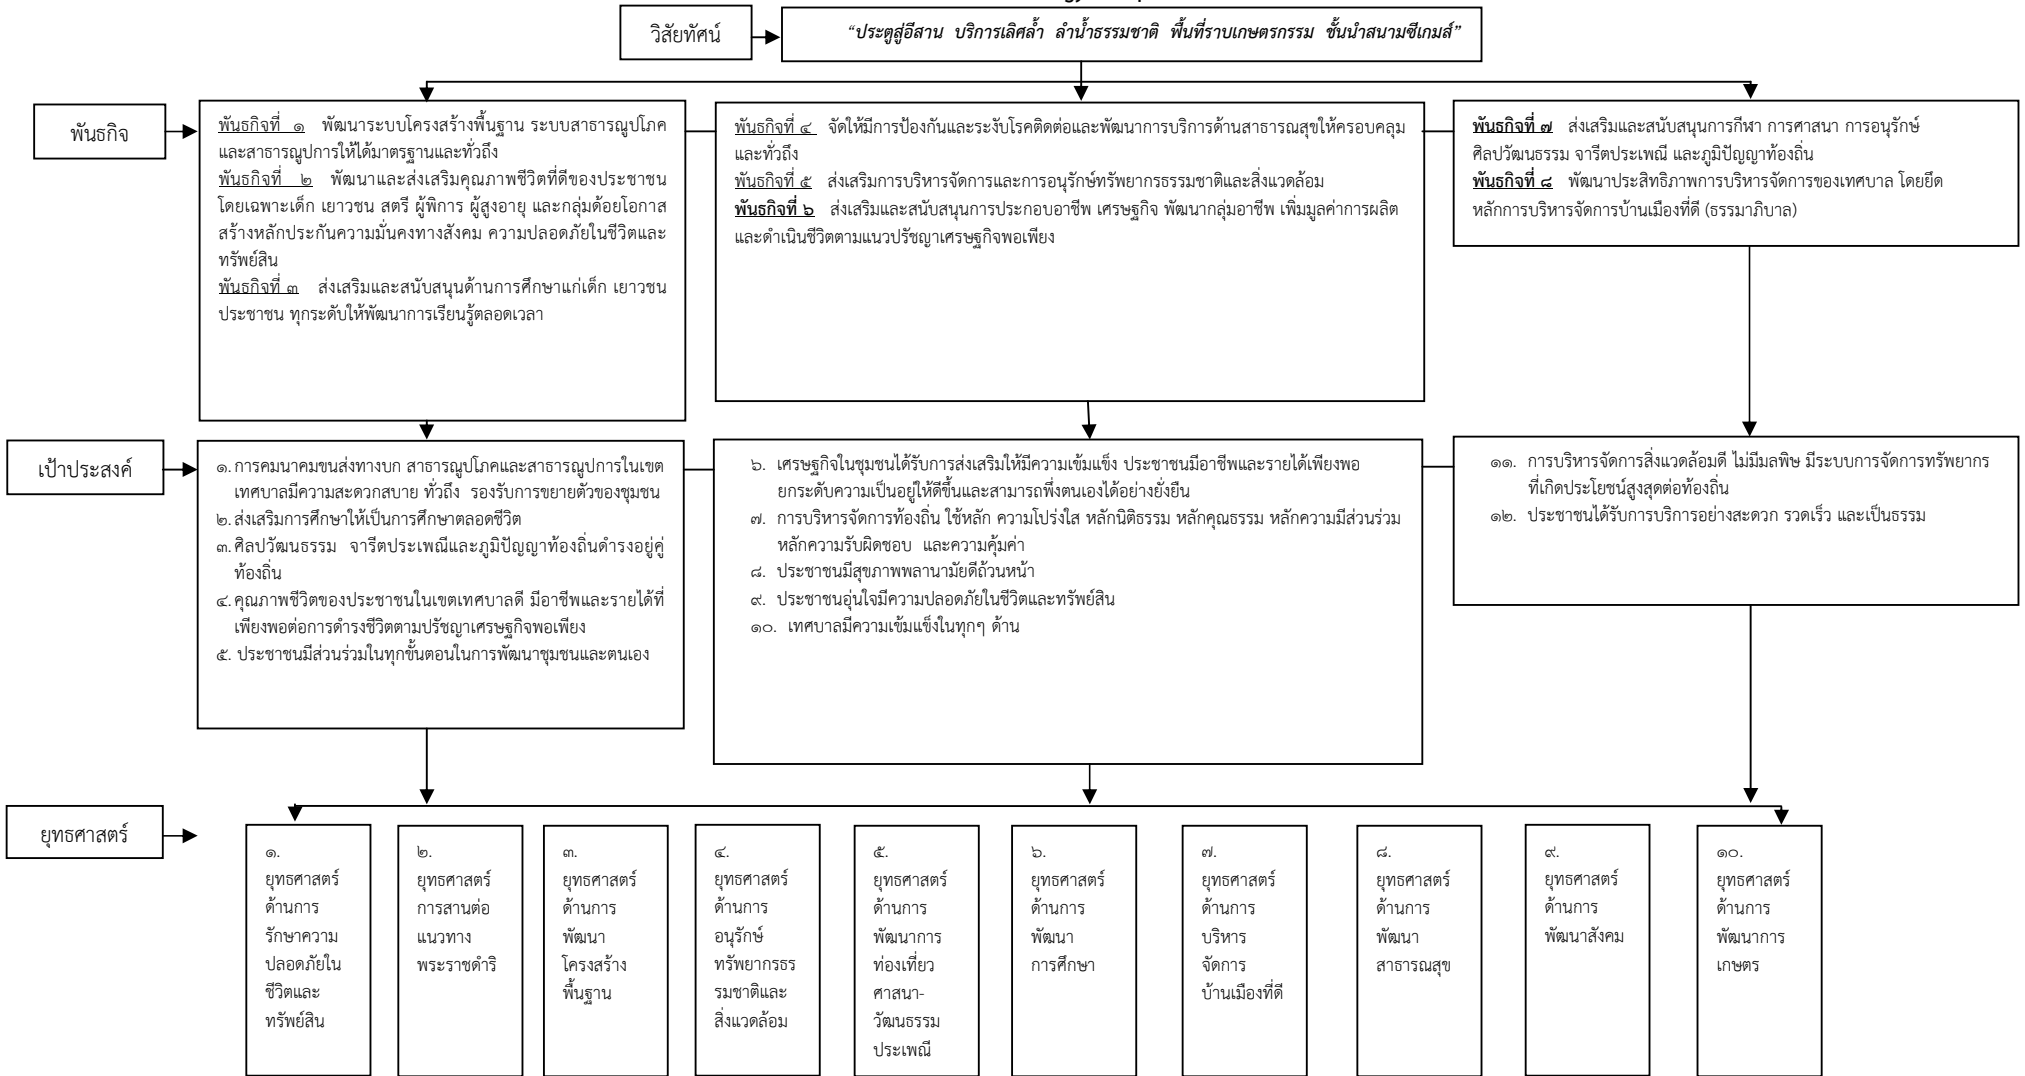 วิสัยทัศน์
“ประตูสู่อีสาน บริการเลิศล้ำ ลำน้ำธรรมชาติ พื้นที่ราบเกษตรกรรม ชั้นนำสนามซีเกมส์”
พันธกิจ
พันธกิจที่ ๑ พัฒนาระบบโครงสร้างพื้นฐาน ระบบสาธารณูปโภค
และสาธารณูปการให้ได้มาตรฐานและทั่วถึง
พันธกิจที่ ๒ พัฒนาและส่งเสริมคุณภาพชีวิตที่ดีของประชาชน
โดยเฉพาะเด็ก เยาวชน สตรี ผู้พิการ ผู้สูงอายุ และกลุ่มด้อยโอกาส
สร้างหลักประกันความมั่นคงทางสังคม ความปลอดภัยในชีวิตและ
ทรัพย์สิน
พันธกิจที่ ๓ ส่งเสริมและสนับสนุนด้านการศึกษาแก่เด็ก เยาวชน
ประชาชน ทุกระดับให้พัฒนาการเรียนรู้ตลอดเวลา
พันธกิจที่ ๔ จัดให้มีการป้องกันและระงับโรคติดต่อและพัฒนาการบริการด้านสาธารณสุขให้ครอบคลุม
และทั่วถึง
พันธกิจที่ ๕ ส่งเสริมการบริหารจัดการและการอนุรักษ์ทรัพยากรธรรมชาติและสิ่งแวดล้อม
พันธกิจที่ ๖ ส่งเสริมและสนับสนุนการประกอบอาชีพ เศรษฐกิจ พัฒนากลุ่มอาชีพ เพิ่มมูลค่าการผลิต
และดำเนินชีวิตตามแนวปรัชญาเศรษฐกิจพอเพียง
พันธกิจที่ ๗ ส่งเสริมและสนับสนุนการกีฬา การศาสนา การอนุรักษ์
ศิลปวัฒนธรรม จารีตประเพณี และภูมิปัญญาท้องถิ่น
พันธกิจที่ ๘ พัฒนาประสิทธิภาพการบริหารจัดการของเทศบาล โดยยึด
หลักการบริหารจัดการบ้านเมืองที่ดี (ธรรมาภิบาล)
เป้าประสงค์
๑. การคมนาคมขนส่งทางบก สาธารณูปโภคและสาธารณูปการในเขต
เทศบาลมีความสะดวกสบาย ทั่วถึง รองรับการขยายตัวของชุมชน
๒. ส่งเสริมการศึกษาให้เป็นการศึกษาตลอดชีวิต
๓. ศิลปวัฒนธรรม จารีตประเพณีและภูมิปัญญาท้องถิ่นดำรงอยู่คู่
ท้องถิ่น
๔. คุณภาพชีวิตของประชาชนในเขตเทศบาลดี มีอาชีพและรายได้ที่
เพียงพอต่อการดำรงชีวิตตามปรัชญาเศรษฐกิจพอเพียง
๕. ประชาชนมีส่วนร่วมในทุกขั้นตอนในการพัฒนาชุมชนและตนเอง
๖. เศรษฐกิจในชุมชนได้รับการส่งเสริมให้มีความเข้มแข็ง ประชาชนมีอาชีพและรายได้เพียงพอ
ยกระดับความเป็นอยู่ให้ดีขึ้นและสามารถพึ่งตนเองได้อย่างยั่งยืน
๗. การบริหารจัดการท้องถิ่น ใช้หลัก ความโปร่งใส หลักนิติธรรม หลักคุณธรรม หลักความมีส่วนร่วม
หลักความรับผิดชอบ และความคุ้มค่า
๘. ประชาชนมีสุขภาพพลานามัยดีถ้วนหน้า
๙. ประชาชนอุ่นใจมีความปลอดภัยในชีวิตและทรัพย์สิน
๑๐. เทศบาลมีความเข้มแข็งในทุกๆ ด้าน
๑๑. การบริหารจัดการสิ่งแวดล้อมดี ไม่มีมลพิษ มีระบบการจัดการทรัพยากร
ที่เกิดประโยชน์สูงสุดต่อท้องถิ่น
๑๒. ประชาชนได้รับการบริการอย่างสะดวก รวดเร็ว และเป็นธรรม
ยุทธศาสตร์
๑.
ยุทธศาสตร์
ด้านการ
รักษาความ
ปลอดภัยใน
ชีวิตและ
ทรัพย์สิน
๒.
ยุทธศาสตร์
การสานต่อ
แนวทาง
พระราชดำริ
๓.
ยุทธศาสตร์
ด้านการ
พัฒนา
โครงสร้าง
พื้นฐาน
๔.
ยุทธศาสตร์
ด้านการ
อนุรักษ์
ทรัพยากรธร
รมชาติและ
สิ่งแวดล้อม
๕.
ยุทธศาสตร์
ด้านการ
พัฒนาการ
ท่องเที่ยว
ศาสนา-
วัฒนธรรม
ประเพณี
๖.
ยุทธศาสตร์
ด้านการ
พัฒนา
การศึกษา
๗.
ยุทธศาสตร์
ด้านการ
บริหาร
จัดการ
บ้านเมืองที่ดี
๘.
ยุทธศาสตร์
ด้านการ
พัฒนา
สาธารณสุข
๙.
ยุทธศาสตร์
ด้านการ
พัฒนาสังคม
๑๐.
ยุทธศาสตร์
ด้านการ
พัฒนาการ
เกษตร